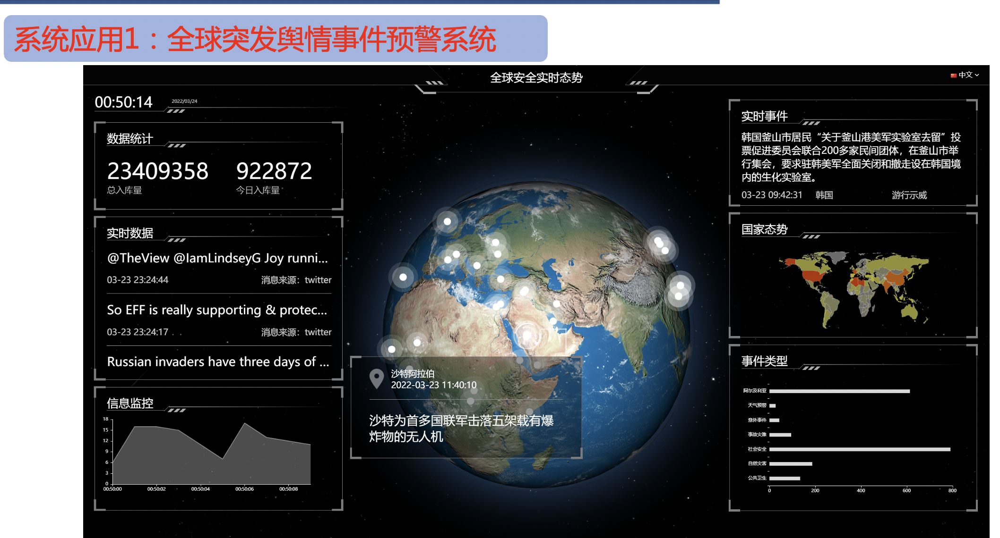 系统应用1：全球突发舆情事件预警系统
全球安全实时态势
中文
00:50:14
2022/03/24
数据统计
23409358
922872
总入库量
今日入库量
实时数据
@TheView @IamLindseyG Joy runni...
03-23 23:24:44
消息来源：twitter
So EFF is really supporting & protec...
03-23 23:24:17
消息来源：twitter
Russian invaders have three days of ...
信息监控
18
15
12
9
6
3
0
00:50:00
00:50:02
00:50:04
00:50:06
00:50:08
沙特阿拉伯
2022-03-23 11:40:10
沙特为首多国联军击落五架载有爆
炸物的无人机
实时事件
韩国釜山市居民“关于釜山港美军实验室去留”投
票促进委员会联合200多家民间团体，在釜山市举
行集会，要求驻韩美军全面关闭和撤走设在韩国境
内的生化实验室。
03-23 09:42:31
韩国
游行示威
国家态势
事件类型
阿尔及利亚
天气预警
意外事件
事故灾难
社会安全
自然灾害
公共卫生
0
200
400
600
800